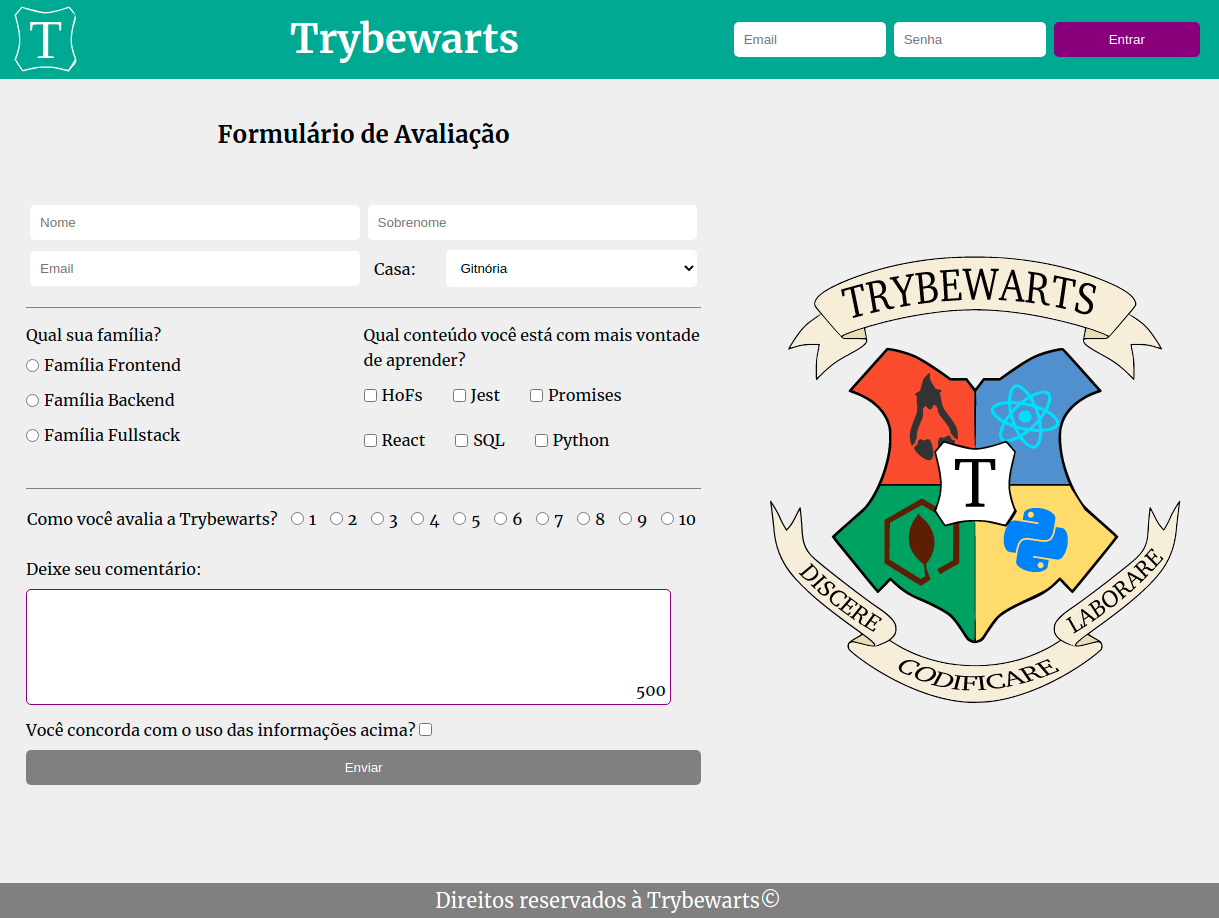 T
Trybewarts
Email
Senha
Entrar
Formulário de Avaliação
Nome
Sobrenome
Email
Casa:
Gitnória
Qual sua família?
Família Frontend
Família Backend
Família Fullstack
Qual conteúdo você está com mais vontade
de aprender?
HoFs Jest Promises
React SQL Python
Como você avalia a Trybewarts? 1 2 3 4 5 6 7 8 9 10
Deixe seu comentário:
500
Você concorda com o uso das informações acima?
Enviar
TRYBEWARTS
T
DISCERE
CODIFICARE
LABORARE
Direitos reservados à Trybewarts©